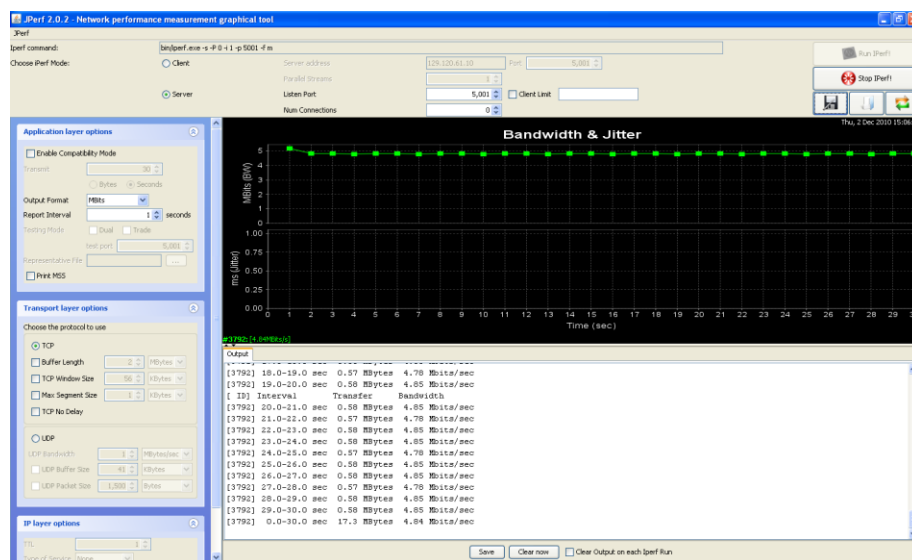 JPerf 2.0.2 - Network performance measurement graphical tool
JPerf
Iperf command: bin/iperf.exe -s -P 0 -i 1 -p 5001 -f m
Choose iPerf Mode: Client Server address 129.120.61.10 Port 5,001
Parallel Streams 1
Server Listen Port 5,001 Client Limit
Num Connections 0
Run IPerf!
Stop IPerf!
Thu, 2 Dec 2010 15:06:
Application layer options
Enable Compatibility Mode
Transmit 30
Bytes Seconds
Output Format MBits
Report Interval 1 seconds
Testing Mode Dual Trade
test port 5,001
Representative File ...
Print MSS
Transport layer options
Choose the protocol to use
TCP
Buffer Length 2 MBytes
TCP Window Size 56 KBytes
Max Segment Size 1 KBytes
TCP No Delay
UDP
UDP Bandwidth 1 MBytes/sec
UDP Buffer Size 41 KBytes
UDP Packet Size 1,500 Bytes
IP layer options
TTL 1
Type of Service None
Bandwidth & Jitter
MBits (BW)
5
4
3
2
1
0
ms (Jitter)
1.00
0.75
0.50
0.25
0.00
0 1 2 3 4 5 6 7 8 9 10 11 12 13 14 15 16 17 18 19 20 21 22 23 24 25 26 27 28 29
Time (sec)
#3792: [4.84MBits/s]
Output
[3792] 18.0-19.0 sec 0.57 MBytes 4.78 Mbits/sec
[3792] 19.0-20.0 sec 0.58 MBytes 4.85 Mbits/sec
[ ID] Interval Transfer Bandwidth
[3792] 20.0-21.0 sec 0.58 MBytes 4.85 Mbits/sec
[3792] 21.0-22.0 sec 0.57 MBytes 4.78 Mbits/sec
[3792] 22.0-23.0 sec 0.58 MBytes 4.85 Mbits/sec
[3792] 23.0-24.0 sec 0.58 MBytes 4.85 Mbits/sec
[3792] 24.0-25.0 sec 0.57 MBytes 4.78 Mbits/sec
[3792] 25.0-26.0 sec 0.58 MBytes 4.85 Mbits/sec
[3792] 26.0-27.0 sec 0.58 MBytes 4.85 Mbits/sec
[3792] 27.0-28.0 sec 0.57 MBytes 4.78 Mbits/sec
[3792] 28.0-29.0 sec 0.58 MBytes 4.85 Mbits/sec
[3792] 29.0-30.0 sec 0.58 MBytes 4.85 Mbits/sec
[3792] 0.0-30.0 sec 17.3 MBytes 4.84 Mbits/sec
Save Clear now Clear Output on each Iperf Run